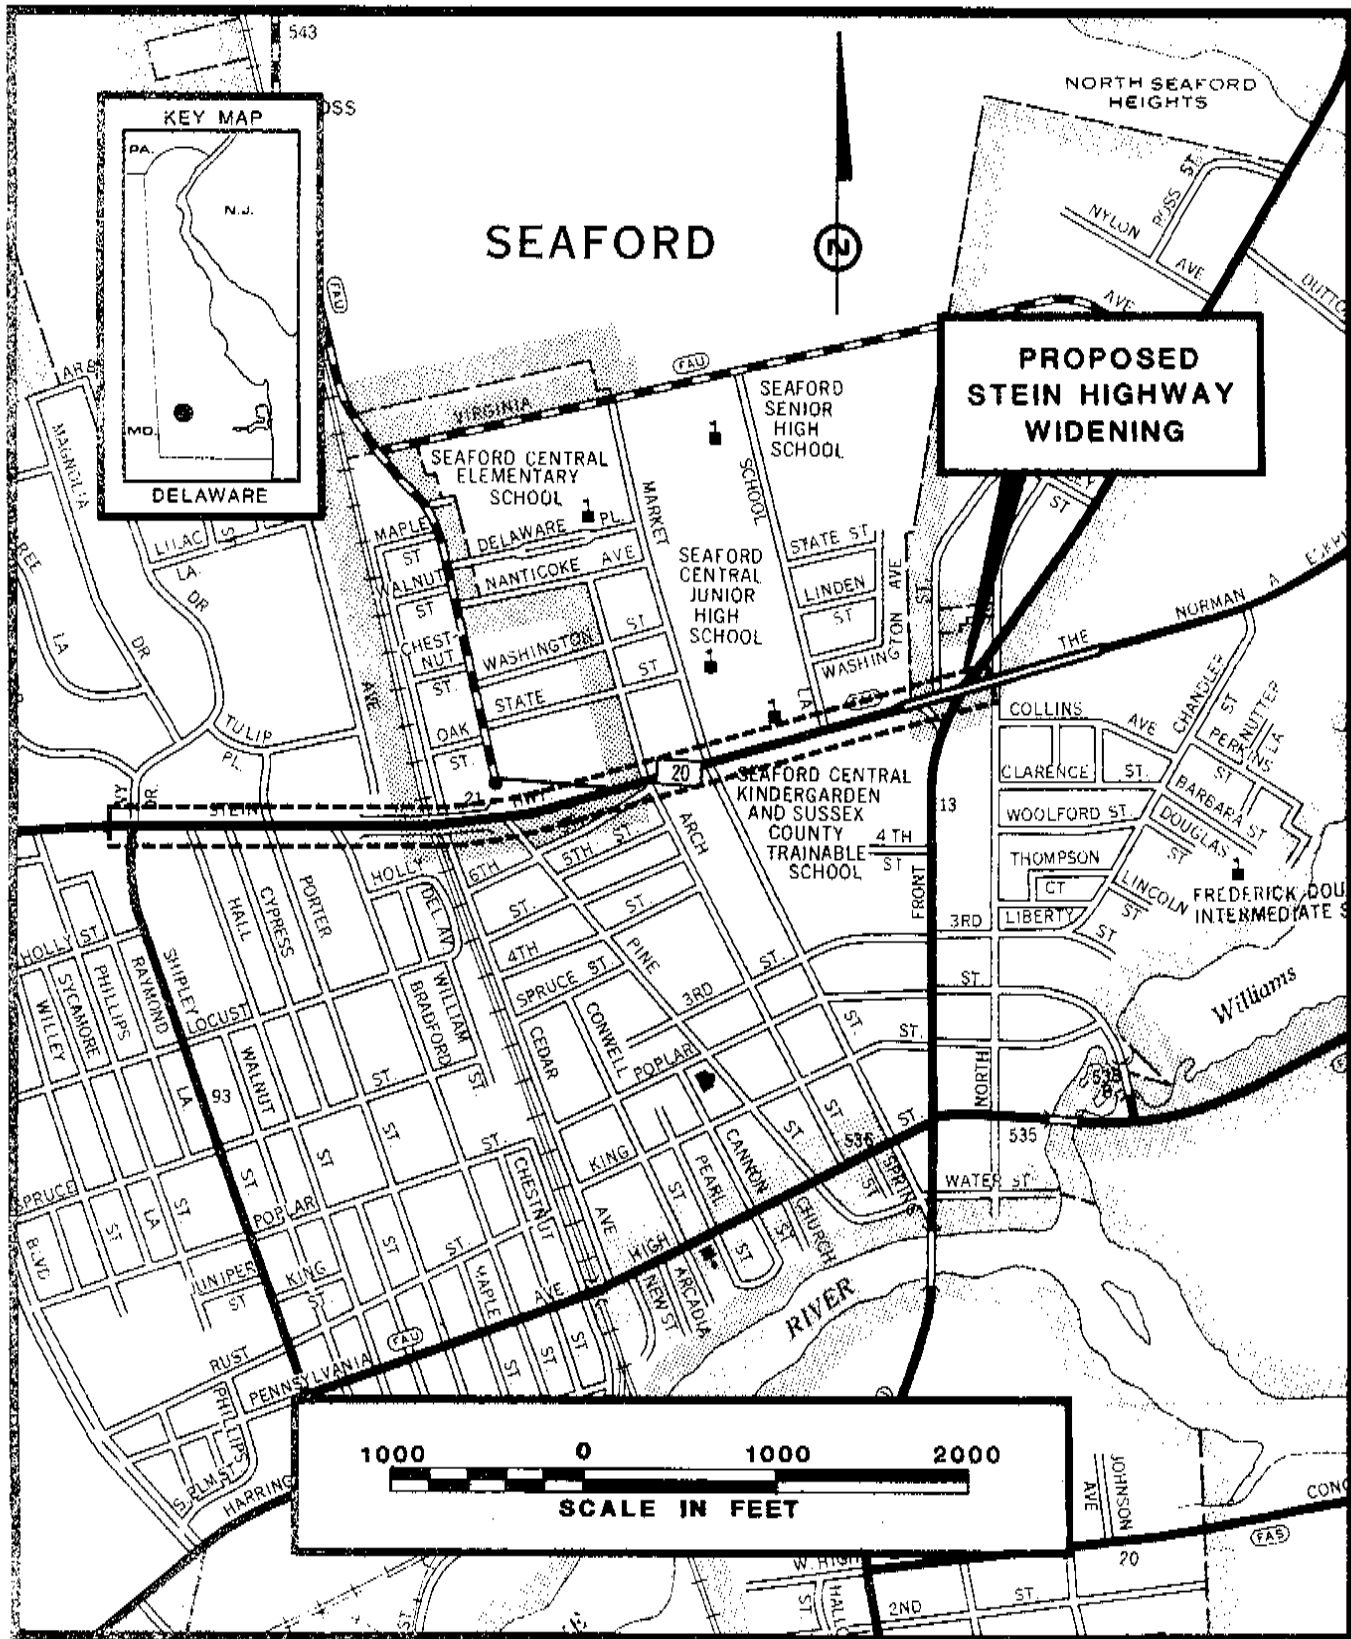 543
OSS
KEY MAP
PA.
N.J.
MD.
DELAWARE
SEAFORD
N
NORTH SEAFORD
HEIGHTS
ROSS ST
NYLON
AVE
AVE
PROPOSED
STEIN HIGHWAY
WIDENING
FAU
FAU
VIRGINIA
SEAFORD
SENIOR
HIGH
SCHOOL
SEAFORD CENTRAL
ELEMENTARY
SCHOOL
MAGNOLIA
DR
LILAC
LA.
ST
DR
LA
MAPLE
ST
DELAWARE PL.
MARKET
SCHOOL
LA
STATE ST
NANTICOKE AVE
WALNUT
ST
SEAFORD
CENTRAL
JUNIOR
HIGH
SCHOOL
LINDEN
ST
WASHINGTON AVE
ST.
NORMAN A
THE
CHEST-
NUT
ST.
WASHINGTON ST
WASHINGTON
STATE ST
AVE
OAK
ST.
TULIP
PL.
DR.
STEIN
HWY
21
20
FAS
COLLINS
AVE
CHANDLER
ST
NUTTER
LA
PERKINS
ST
CLARENCE ST.
BARBARA ST
WOOLFORD ST.
DOUGLAS
ST
SEAFORD CENTRAL
KINDERGARDEN
AND SUSSEX
COUNTY
TRAINABLE
SCHOOL
4TH
ST
13
FRONT
THOMPSON
CT
LINCOLN
ST
LIBERTY
ST
FREDERICK DOU
INTERMEDIATE S
ARCH
ST.
6TH
ST.
5TH ST.
HOLLY
DEL. AV
PORTER
CYPRESS
HALL
4TH
ST
SPRUCE ST.
PINE
ST
3RD
ST.
3RD
ST.
ST.
HOLLY ST.
SYCAMORE
PHILLIPS
RAYMOND
LA.
WILLEY
SHIPLEY
LOCUST
ST
WALNUT
ST
93
BRADFORD
ST
WILLIAM
ST.
CEDAR
AVE
CONWELL
POPLAR
Williams
NORTH
536
535
WATER ST
SPRING
ST
KING
ST.
PEARL
ST
CANNON
ST
CHURCH
ST
SPRUCE
BLVD
ST
LA
ST.
POPLAR
ST.
CHESTNUT
JUNIPER
ST
KING
ST.
MAPLE
ST
HIGH
NEW ST
ARCADIA
RIVER
RUST
PENNSYLVANIA
AVE
FAU
PHILLIPS
S. ELM ST
HARRING
1000 0 1000 2000
SCALE IN FEET
JOHNSON
AVE
CONC
FAS
20
W. HIGH
ST.
2ND
HALL
ST
ST